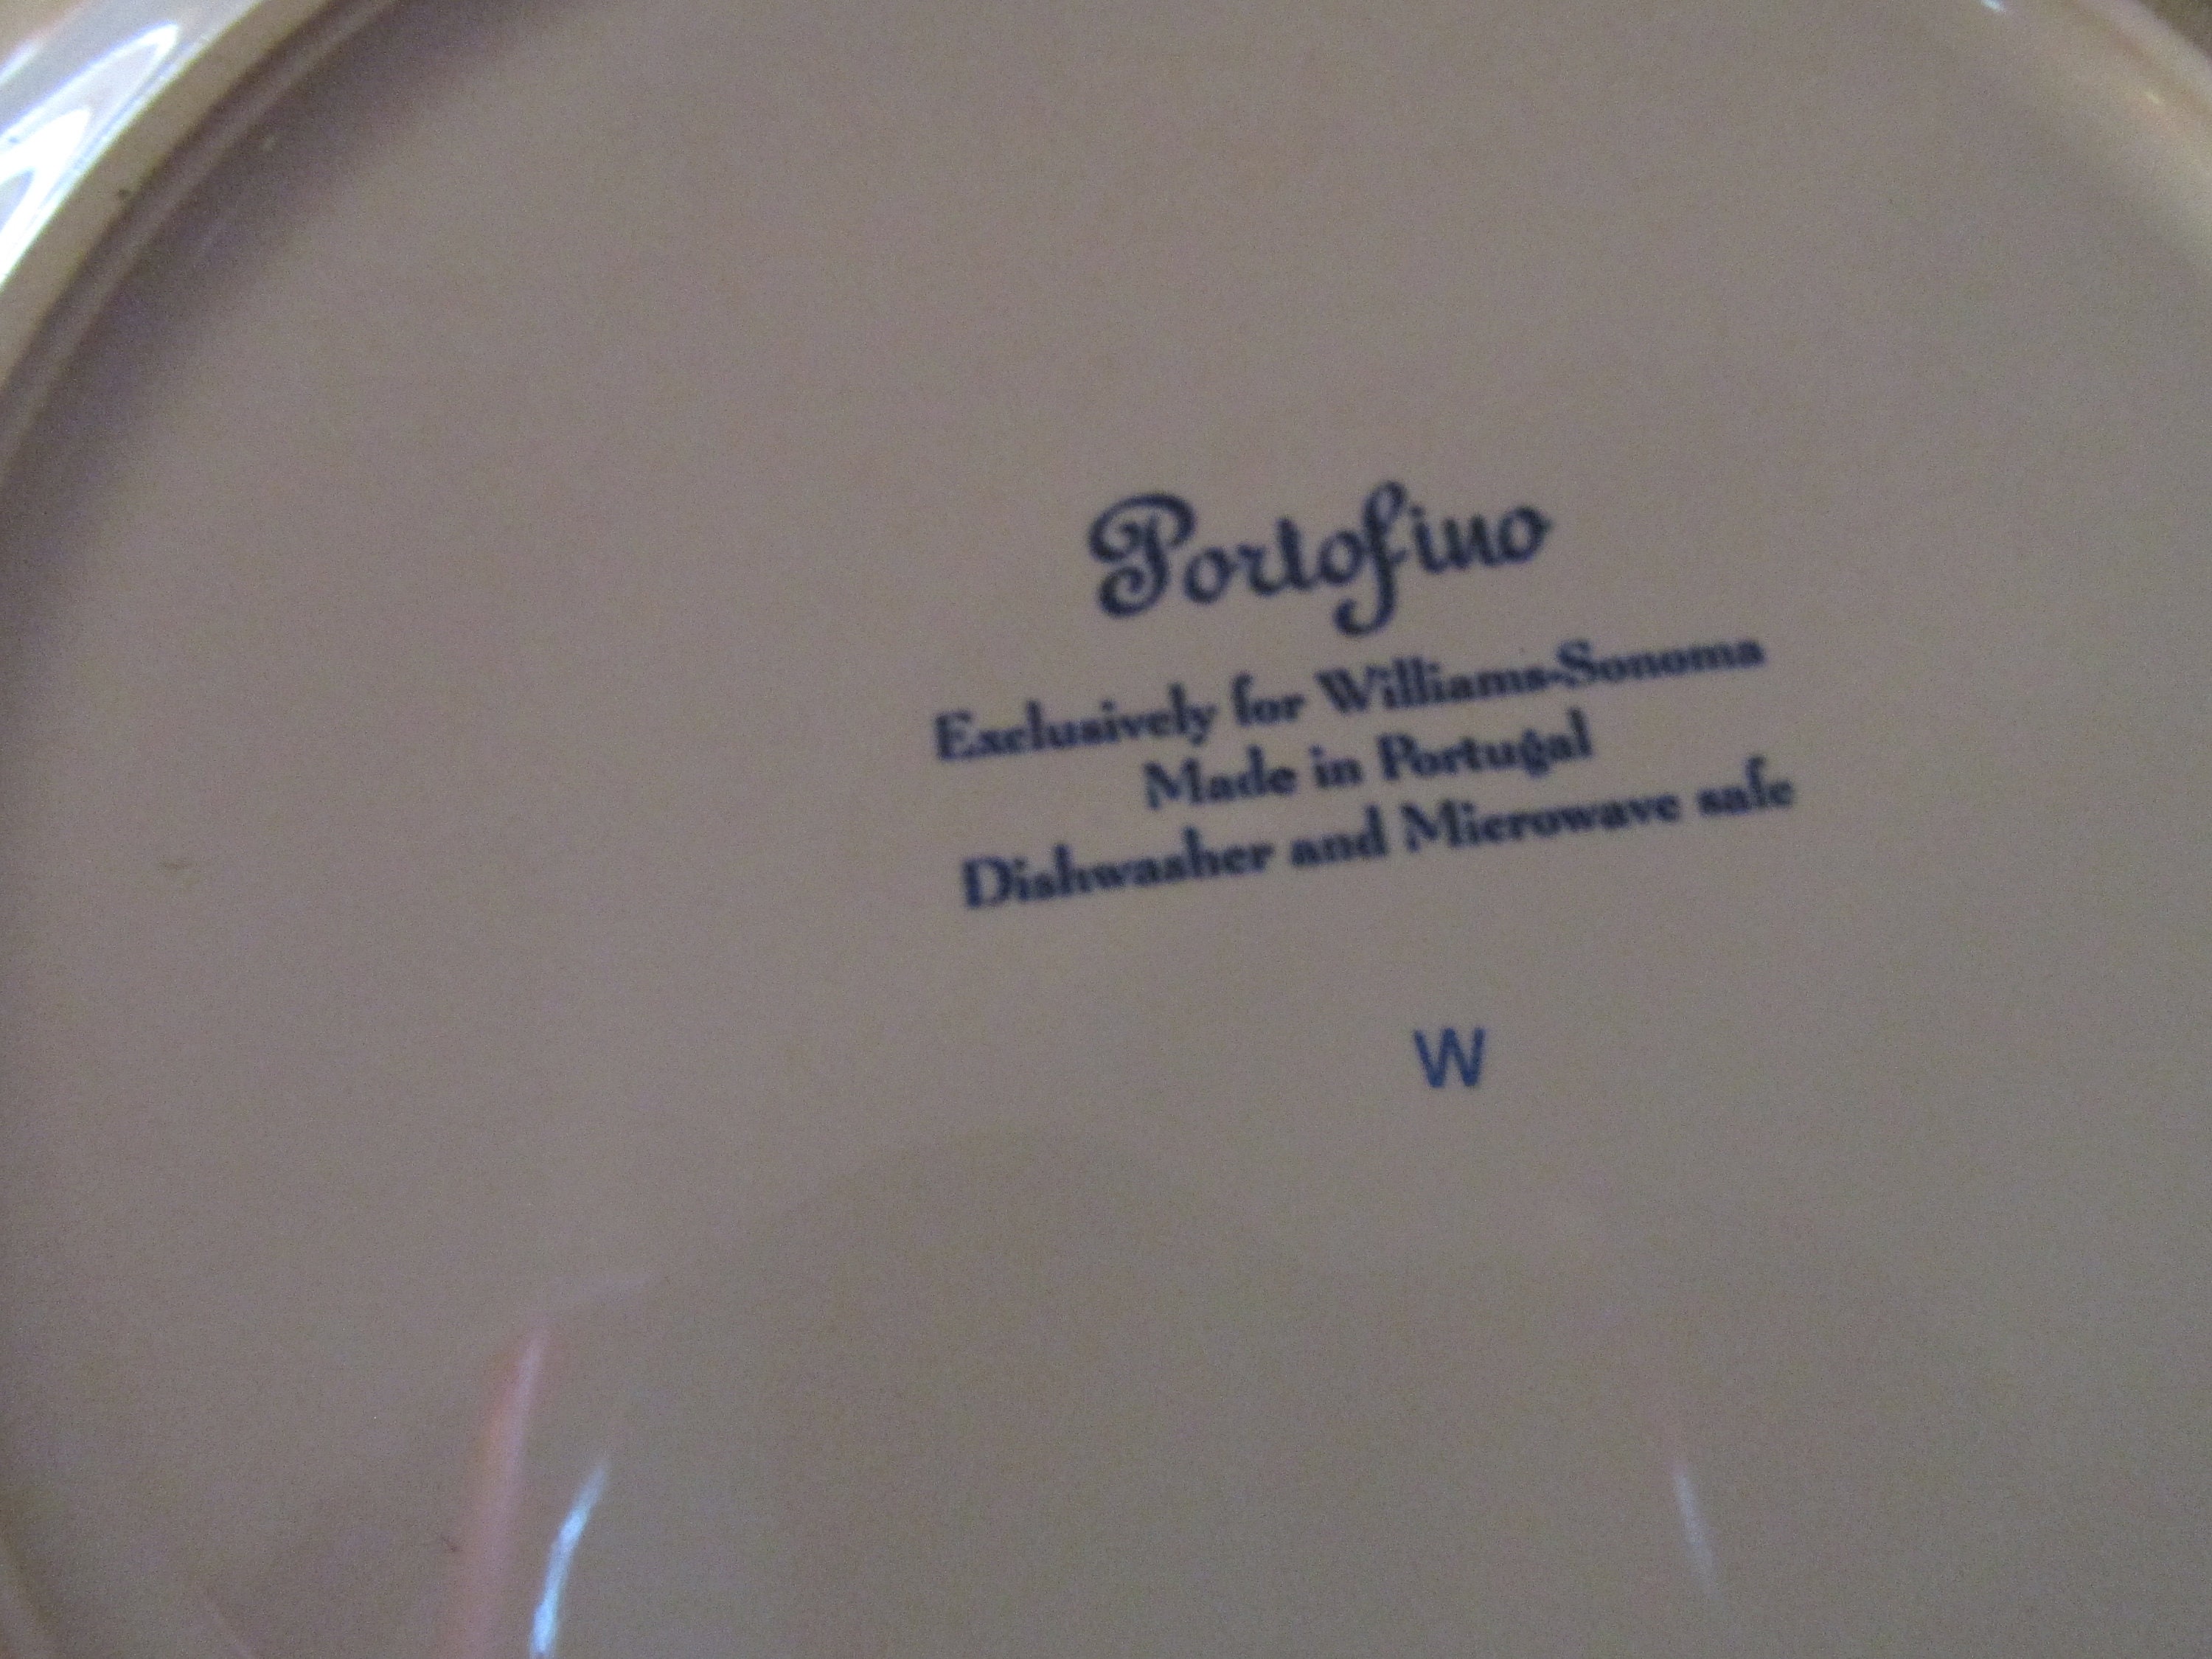 Portofino
Exclusively for Williams-Sonoma
Made in Portugal
Dishwasher and Microwave safe
W